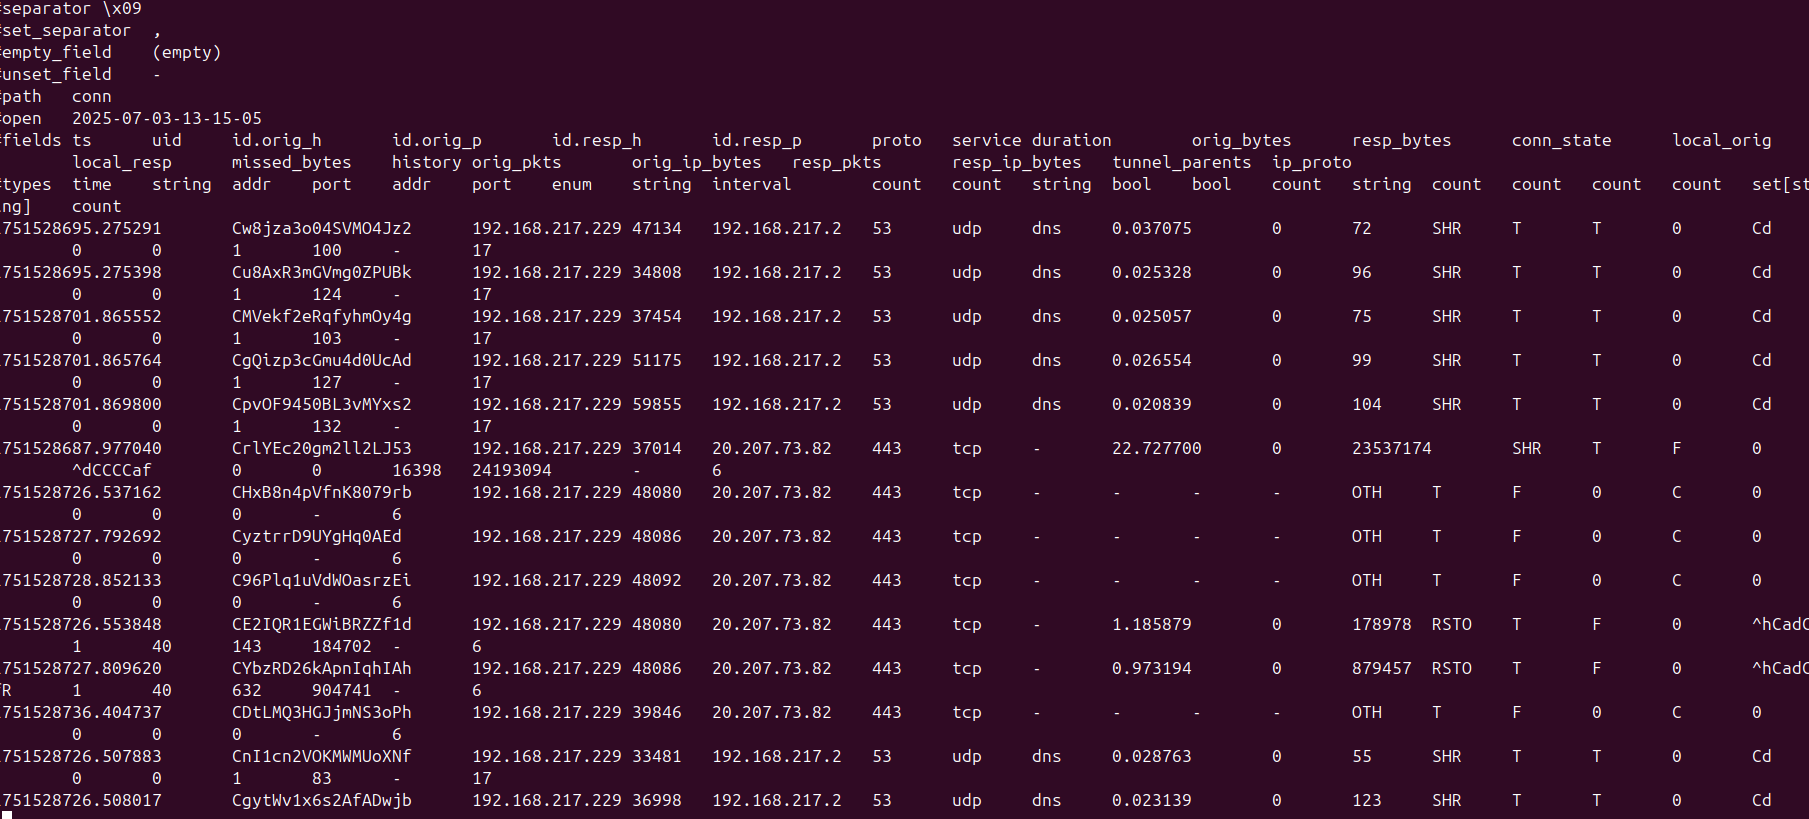 #separator \x09
#set_separator ,
#empty_field (empty)
#unset_field -
#path conn
#open 2025-07-03-13-15-05
#fields ts uid id.orig_h id.orig_p id.resp_h id.resp_p proto service duration orig_bytes resp_bytes conn_state local_orig
local_resp missed_bytes history orig_pkts orig_ip_bytes resp_pkts resp_ip_bytes tunnel_parents ip_proto
#types time string addr port addr port enum string interval count count string bool bool count string count count count count set[st
ing] count
751528695.275291 Cw8jza3o04SVMO4Jz2 192.168.217.229 47134 192.168.217.2 53 udp dns 0.037075 0 72 SHR T T 0 Cd
0 0 1 100 - 17
751528695.275398 Cu8AxR3mGVmg0ZPUBk 192.168.217.229 34808 192.168.217.2 53 udp dns 0.025328 0 96 SHR T T 0 Cd
0 0 1 124 - 17
751528701.865552 CMVekf2eRqfyhmOy4g 192.168.217.229 37454 192.168.217.2 53 udp dns 0.025057 0 75 SHR T T 0 Cd
0 0 1 103 - 17
751528701.865764 CgQizp3cGmu4d0UcAd 192.168.217.229 51175 192.168.217.2 53 udp dns 0.026554 0 99 SHR T T 0 Cd
0 0 1 127 - 17
751528701.869800 CpvOF9450BL3vMYxs2 192.168.217.229 59855 192.168.217.2 53 udp dns 0.020839 0 104 SHR T T 0 Cd
0 0 1 132 - 17
751528687.977040 CrlYEc20gm2ll2LJ53 192.168.217.229 37014 20.207.73.82 443 tcp - 22.727700 0 23537174 SHR T F 0
^dCCCCaf 0 0 16398 24193094 - 6
751528726.537162 CHxB8n4pVfnK8079rb 192.168.217.229 48080 20.207.73.82 443 tcp - - - - OTH T F 0 C 0
0 0 0 - 6
751528727.792692 CyztrrD9UYgHq0AEd 192.168.217.229 48086 20.207.73.82 443 tcp - - - - OTH T F 0 C 0
0 0 0 - 6
751528728.852133 C96Plq1uVdWOasrzEi 192.168.217.229 48092 20.207.73.82 443 tcp - - - - OTH T F 0 C 0
0 0 0 - 6
751528726.553848 CE2IQR1EGWiBRZZf1d 192.168.217.229 48080 20.207.73.82 443 tcp - 1.185879 0 178978 RSTO T F 0 ^hCadC
1 40 143 184702 - 6
751528727.809620 CYbzRD26kApnIqhIAh 192.168.217.229 48086 20.207.73.82 443 tcp - 0.973194 0 879457 RSTO T F 0 ^hCadC
fR 1 40 632 904741 - 6
751528736.404737 CDtLMQ3HGJjmNS3oPh 192.168.217.229 39846 20.207.73.82 443 tcp - - - - OTH T F 0 C 0
0 0 0 - 6
751528726.507883 CnI1cn2VOKMWMUoXNf 192.168.217.229 33481 192.168.217.2 53 udp dns 0.028763 0 55 SHR T T 0 Cd
0 0 1 83 - 17
751528726.508017 CgytWv1x6s2AfADwjb 192.168.217.229 36998 192.168.217.2 53 udp dns 0.023139 0 123 SHR T T 0 Cd